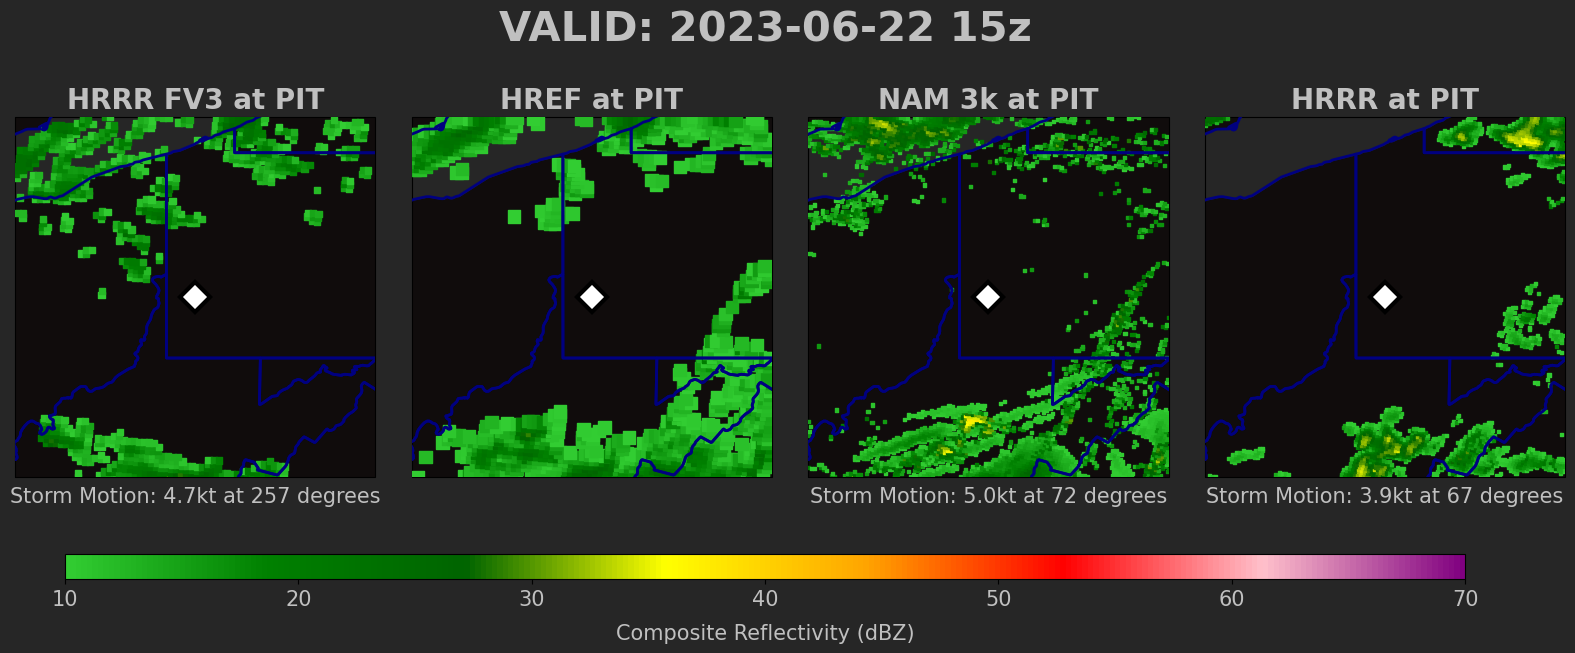 VALID: 2023-06-22 15z
HRRR FV3 at PIT
HREF at PIT
NAM 3k at PIT
HRRR at PIT
Storm Motion: 4.7kt at 257 degrees
Storm Motion: 5.0kt at 72 degrees
Storm Motion: 3.9kt at 67 degrees
10 20 30 40 50 60 70
Composite Reflectivity (dBZ)